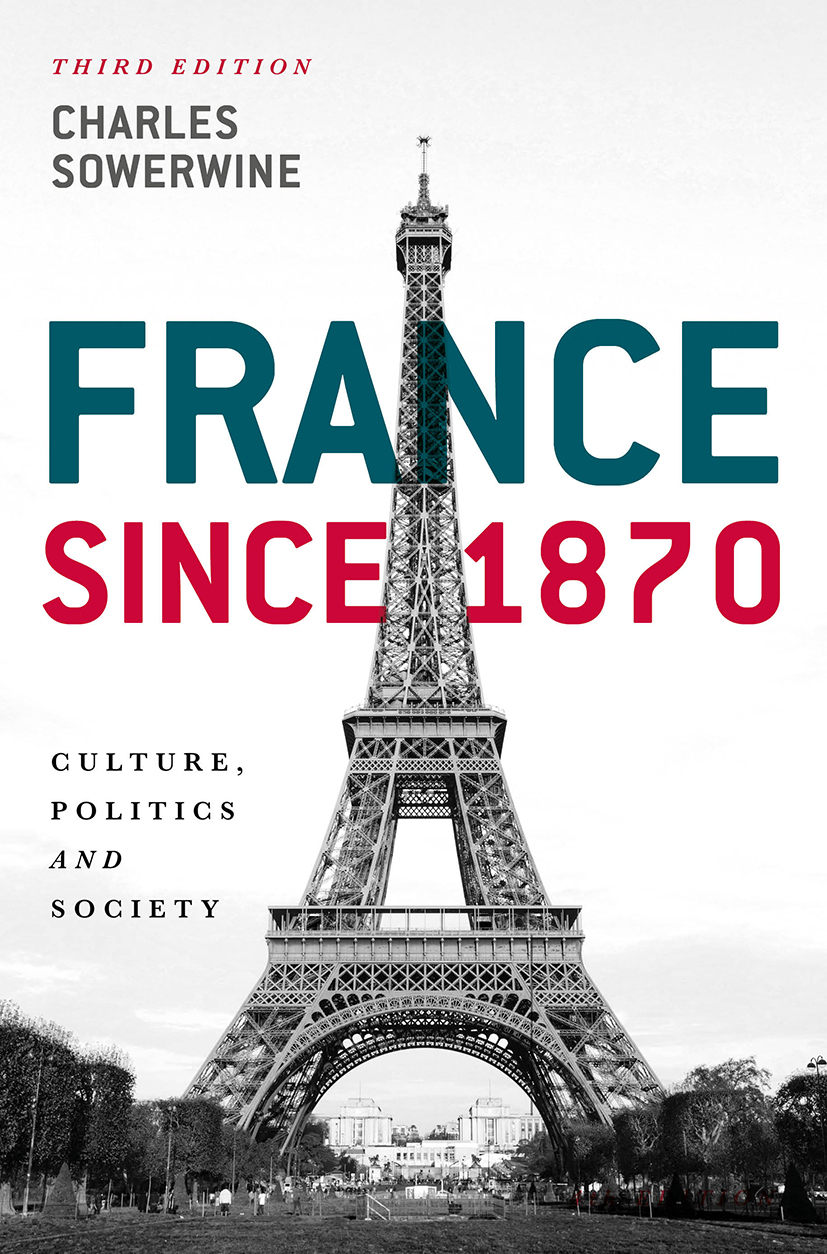 THIRD EDITION
CHARLES
SOWERWINE
FRANCE
SINCE 1870
CULTURE,
POLITICS
AND
SOCIETY